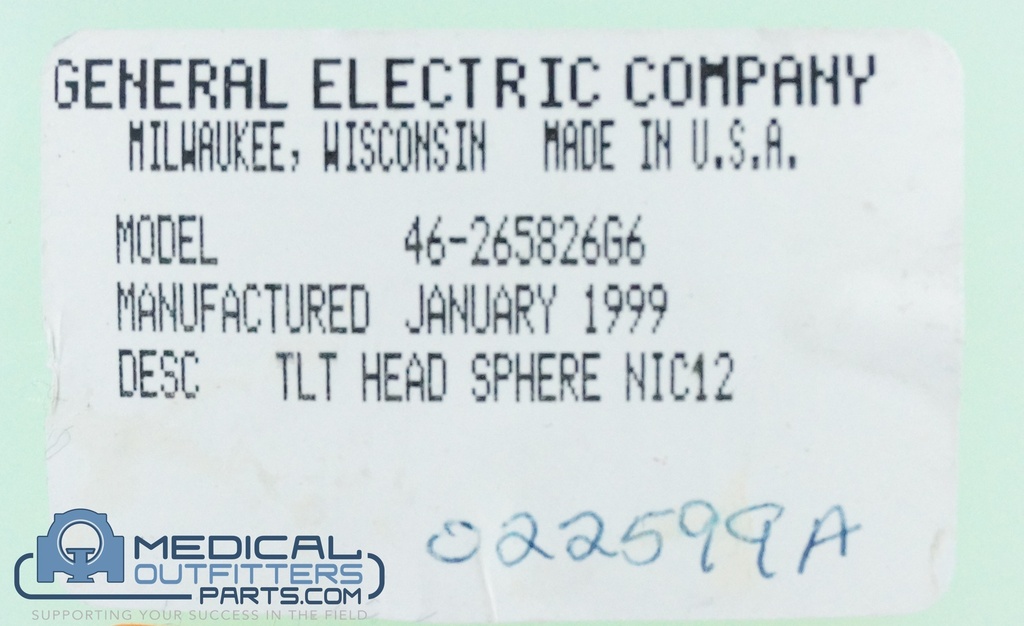 GENERAL ELECTRIC COMPANY
MILWAUKEE, WISCONSIN MADE IN U.S.A.
MODEL 46-265826G6
MANUFACTURED JANUARY 1999
DESC TLT HEAD SPHERE NIC12
022599A
MEDICAL
OUTFITTERS
PARTS.COM
SUPPORTING YOUR SUCCESS IN THE FIELD